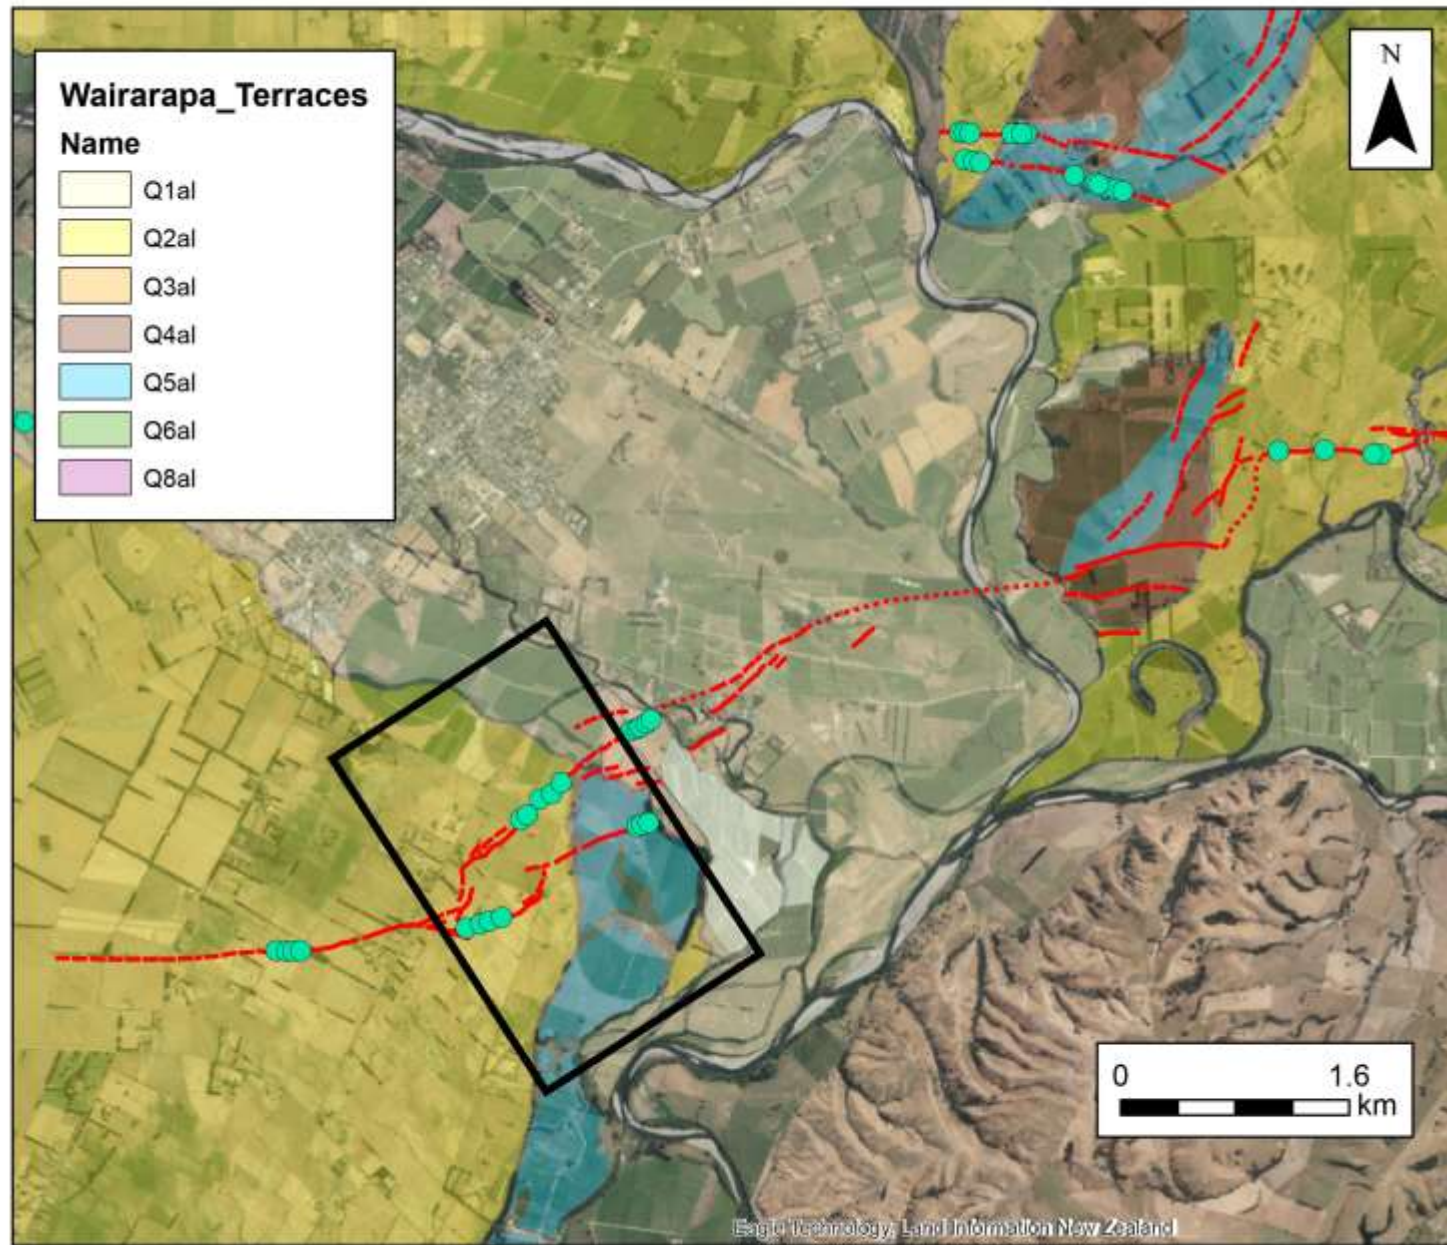 Wairarapa_Terraces
Name
Q1al
Q2al
Q3al
Q4al
Q5al
Q6al
Q8al
N
0 1.6
km
Eagle Technology, Land Information New Zealand